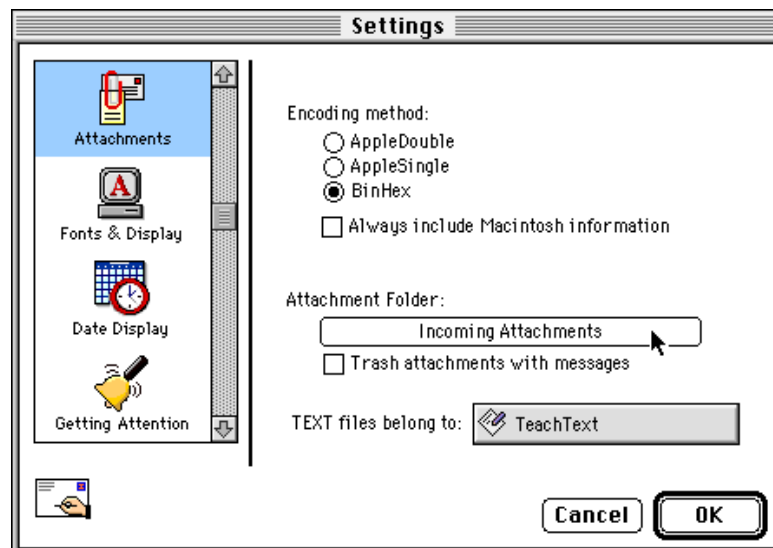 Settings
Attachments
Fonts & Display
Date Display
Getting Attention
Encoding method:
AppleDouble
AppleSingle
BinHex
Always include Macintosh information
Attachment Folder:
Incoming Attachments
Trash attachments with messages
TEXT files belong to: TeachText
Cancel OK